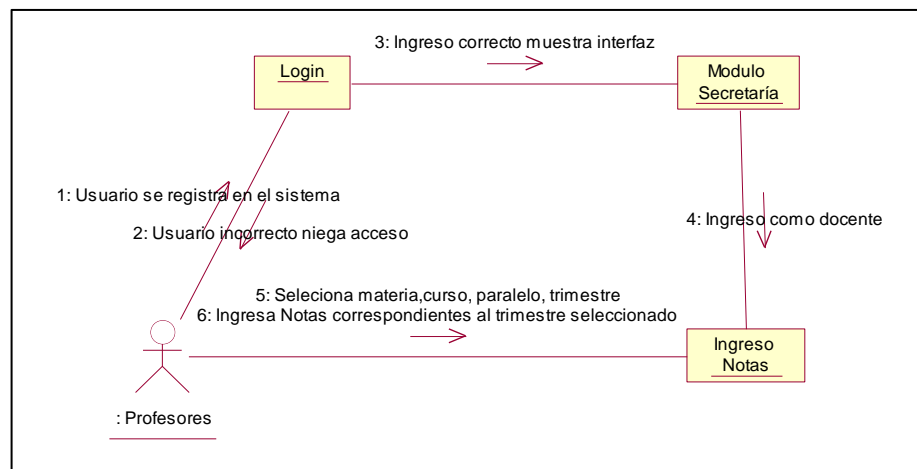 3: Ingreso correcto muestra interfaz
Login
Modulo
Secretaría
1: Usuario se registra en el sistema
2: Usuario incorrecto niega acceso
4: Ingreso como docente
5: Seleciona materia,curso, paralelo, trimestre
6: Ingresa Notas correspondientes al trimestre seleccionado
Ingreso
Notas
: Profesores